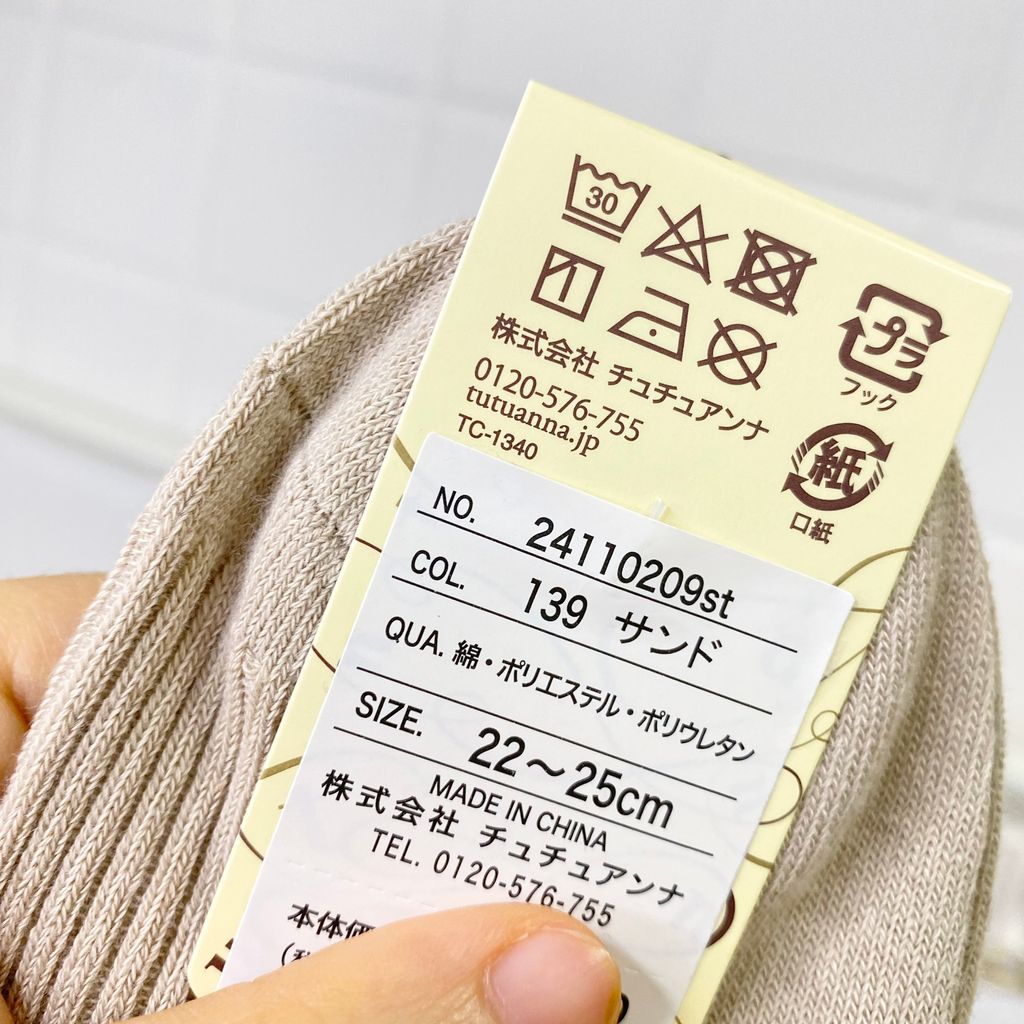 30
プラ
フック
株式会社 チュチュアンナ
0120-576-755
tutuanna.jp
TC-1340
紙
口紙
NO. 24110209st
COL. 139 サンド
QUA. 綿・ポリエステル・ポリウレタン
SIZE. 22～25cm
MADE IN CHINA
株式会社 チュチュアンナ
TEL. 0120-576-755
本体価